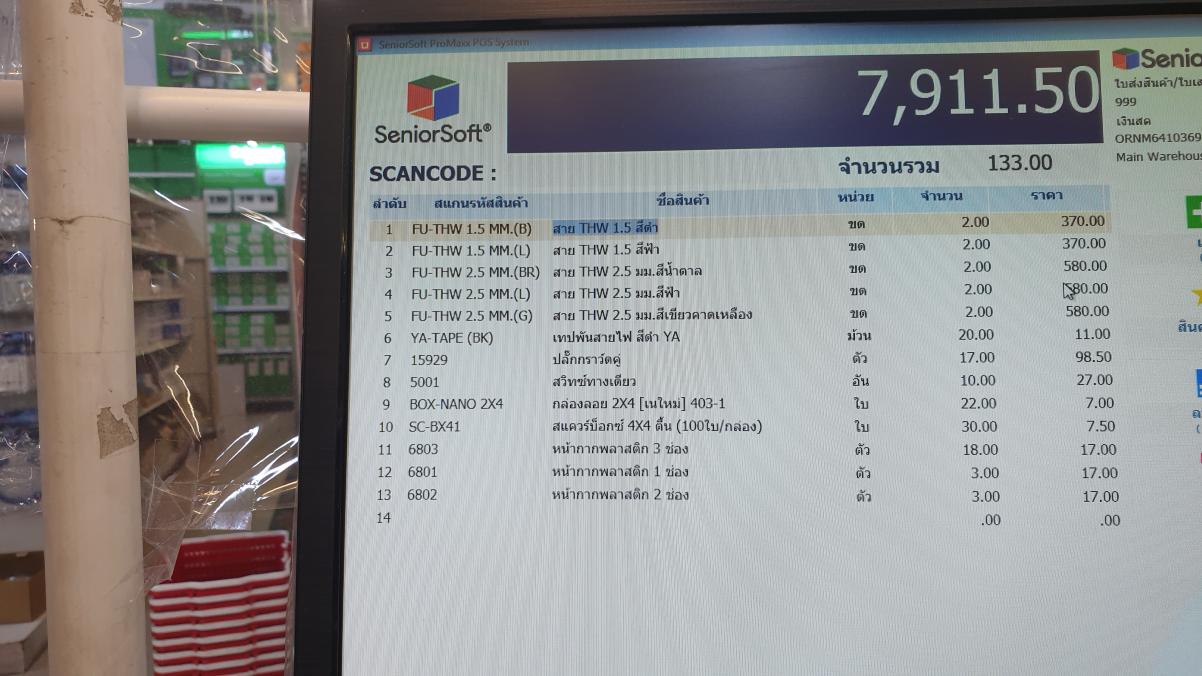 SeniorSoft ProMaxx POS System
SeniorSoft®
7,911.50
ใบส่งสินค้า/ใบเส
999
เงินสด
ORNM6410369
Main Warehous
SCANCODE :
จำนวนรวม 133.00
ลำดับ สแกนรหัสสินค้า ชื่อสินค้า หน่วย จำนวน ราคา
1 FU-THW 1.5 MM.(B) สาย THW 1.5 สีดำ ขด 2.00 370.00
2 FU-THW 1.5 MM.(L) สาย THW 1.5 สีฟ้า ขด 2.00 370.00
3 FU-THW 2.5 MM.(BR) สาย THW 2.5 มม.สีน้ำตาล ขด 2.00 580.00
4 FU-THW 2.5 MM.(L) สาย THW 2.5 มม.สีฟ้า ขด 2.00 580.00
5 FU-THW 2.5 MM.(G) สาย THW 2.5 มม.สีเขียวคาดเหลือง ขด 2.00 580.00
6 YA-TAPE (BK) เทปพันสายไฟ สีดำ YA ม้วน 20.00 11.00
7 15929 ปลั๊กกราวด์คู่ ตัว 17.00 98.50
8 5001 สวิทซ์ทางเดียว อัน 10.00 27.00
9 BOX-NANO 2X4 กล่องลอย 2X4 [เนใหม่] 403-1 ใบ 22.00 7.00
10 SC-BX41 สแควร์บ็อกซ์ 4X4 ตื้น (100ใบ/กล่อง) ใบ 30.00 7.50
11 6803 หน้ากากพลาสติก 3 ช่อง ตัว 18.00 17.00
12 6801 หน้ากากพลาสติก 1 ช่อง ตัว 3.00 17.00
13 6802 หน้ากากพลาสติก 2 ช่อง ตัว 3.00 17.00
14 .00 .00